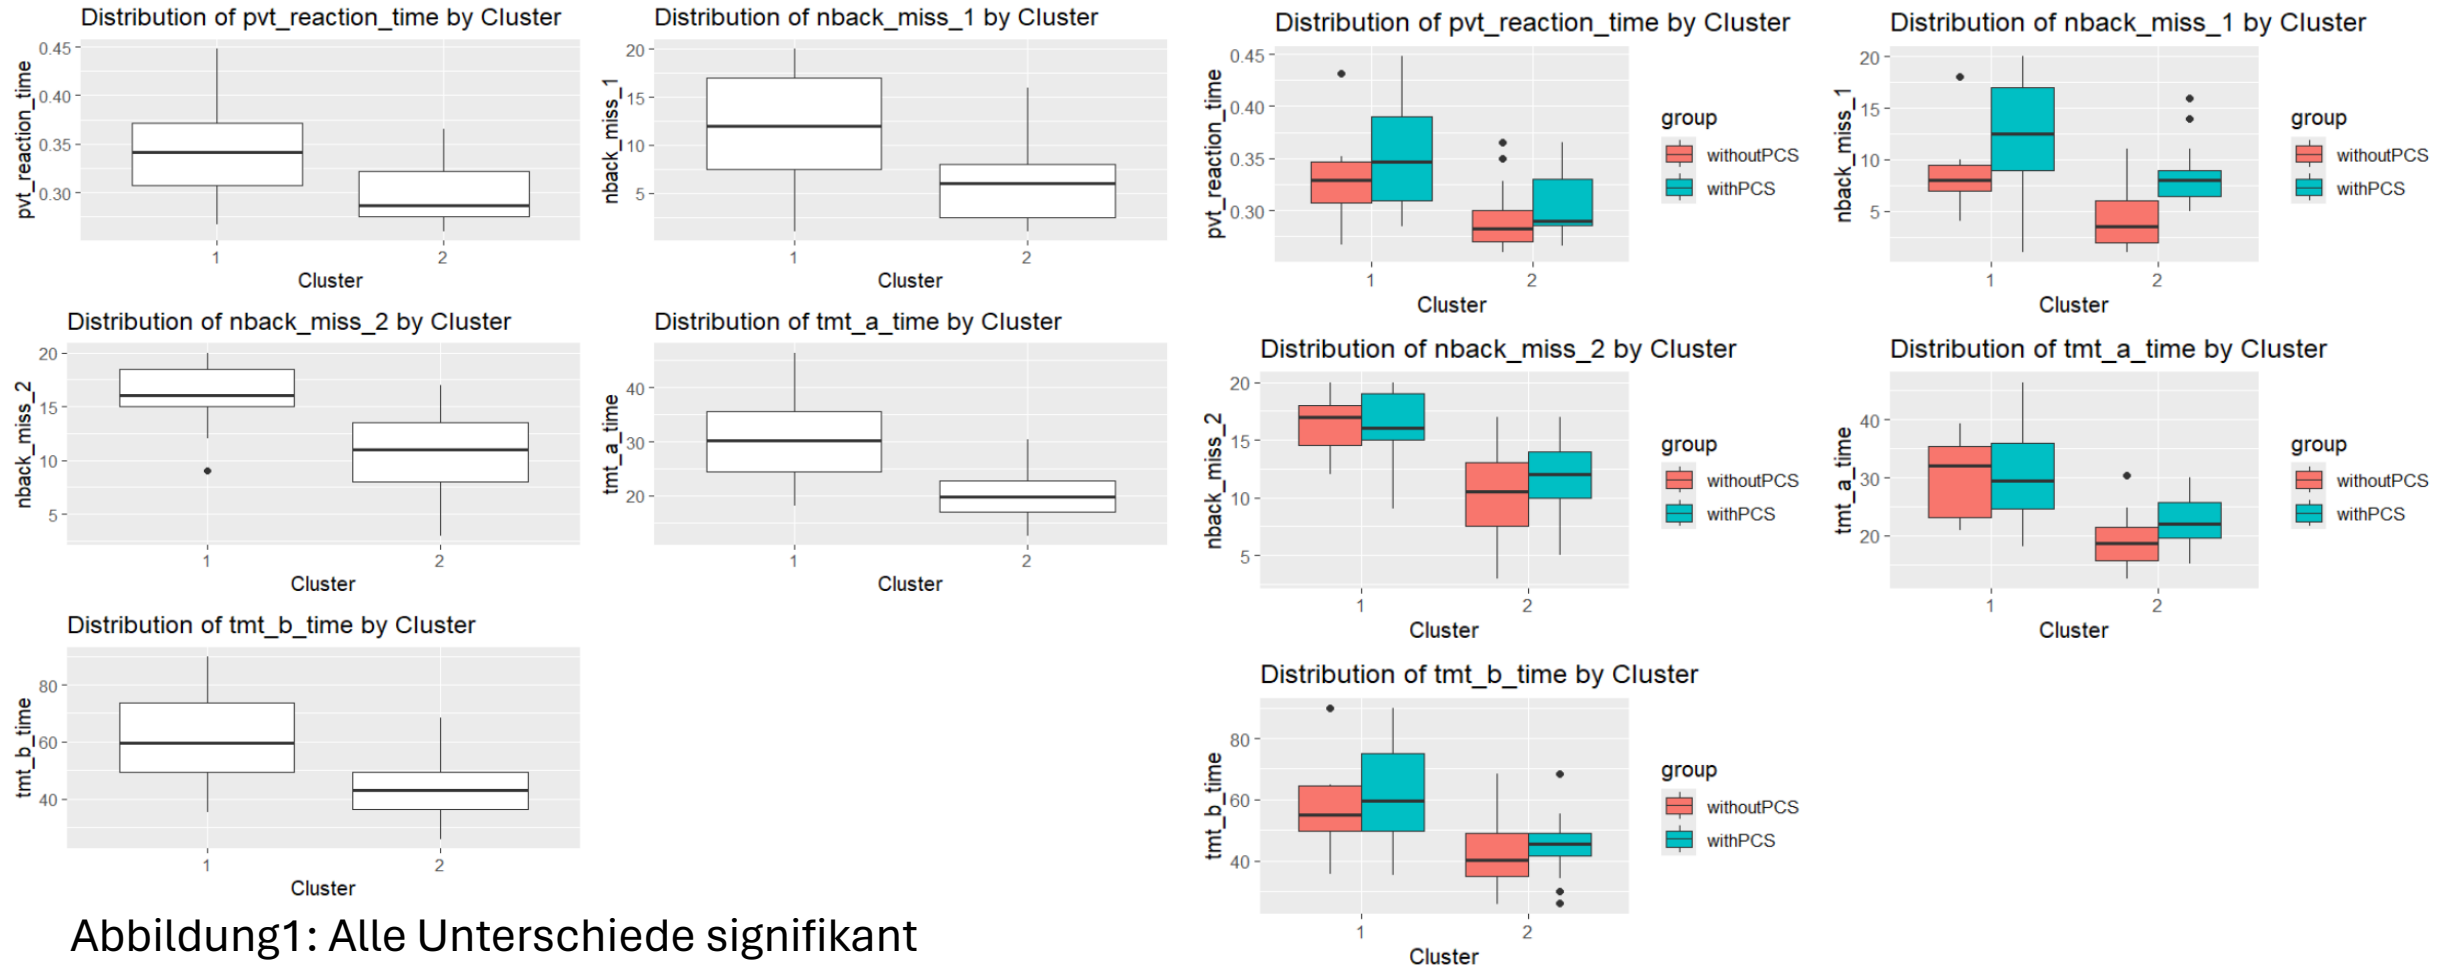 Distribution of pvt_reaction_time by Cluster
pvt_reaction_time
0.45
0.40
0.35
0.30
1
2
Cluster
Distribution of nback_miss_1 by Cluster
nback_miss_1
20
15
10
5
1
2
Cluster
Distribution of nback_miss_2 by Cluster
nback_miss_2
20
15
10
5
1
2
Cluster
Distribution of tmt_a_time by Cluster
tmt_a_time
40
30
20
1
2
Cluster
Distribution of tmt_b_time by Cluster
tmt_b_time
80
60
40
1
2
Cluster
Abbildung1: Alle Unterschiede signifikant
Distribution of pvt_reaction_time by Cluster
pvt_reaction_time
0.45
0.40
0.35
0.30
1
2
Cluster
group
withoutPCS
withPCS
Distribution of nback_miss_1 by Cluster
nback_miss_1
20
15
10
5
1
2
Cluster
group
withoutPCS
withPCS
Distribution of nback_miss_2 by Cluster
nback_miss_2
20
15
10
5
1
2
Cluster
group
withoutPCS
withPCS
Distribution of tmt_a_time by Cluster
tmt_a_time
40
30
20
1
2
Cluster
group
withoutPCS
withPCS
Distribution of tmt_b_time by Cluster
tmt_b_time
80
60
40
1
2
Cluster
group
withoutPCS
withPCS